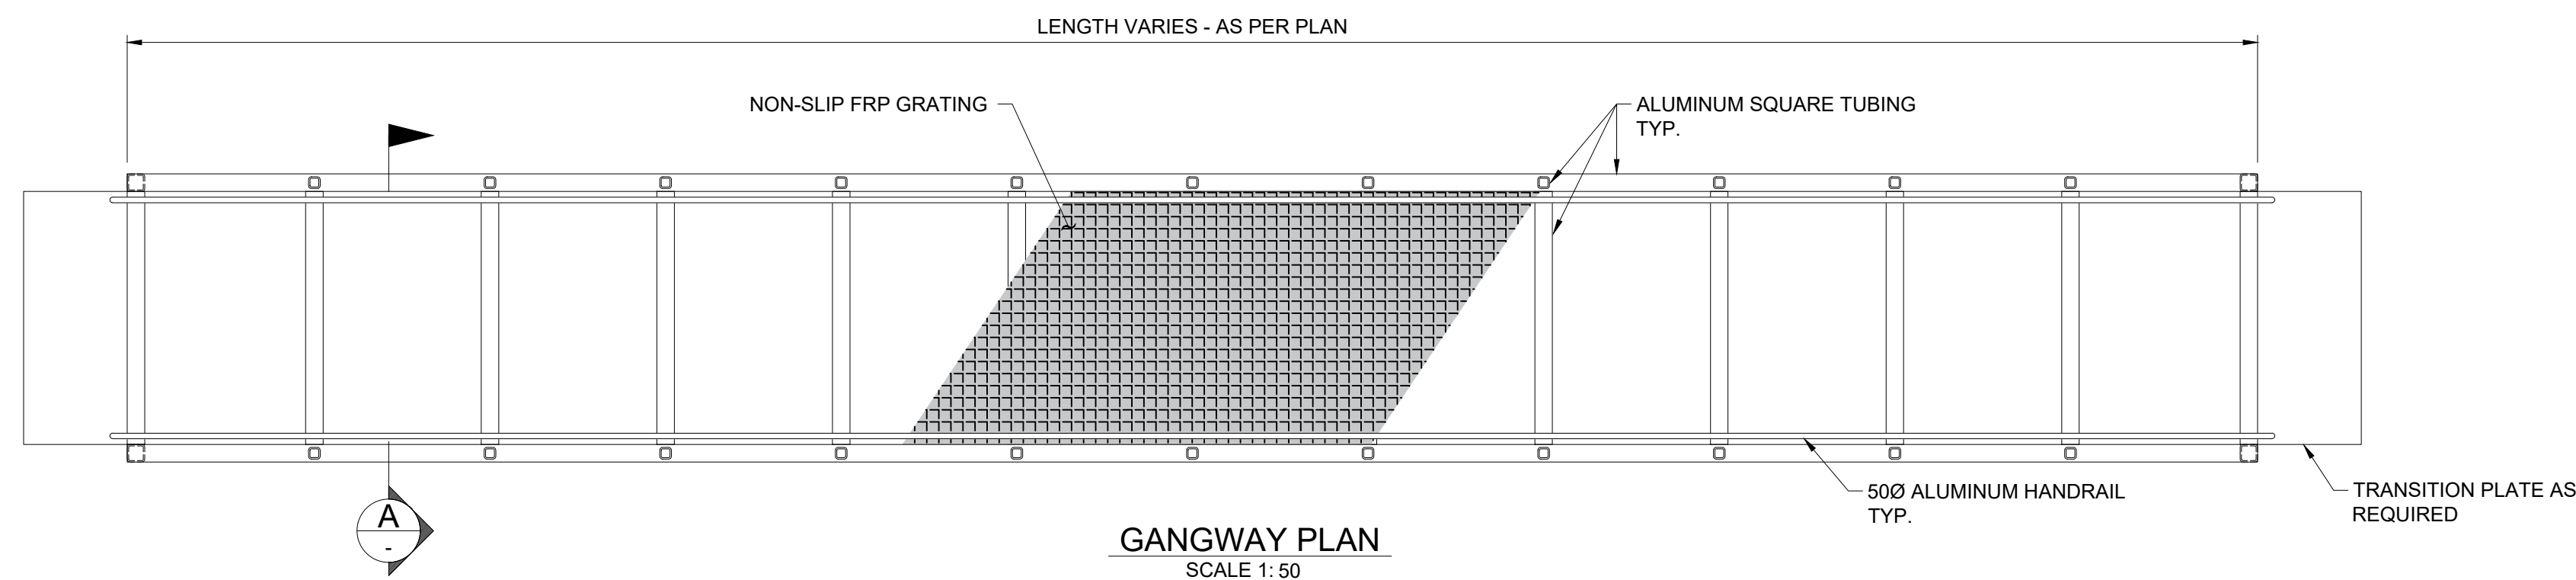 LENGTH VARIES - AS PER PLAN
NON-SLIP FRP GRATING
ALUMINUM SQUARE TUBING
TYP.
50Ø ALUMINUM HANDRAIL
TYP.
TRANSITION PLATE AS
REQUIRED
A
-
GANGWAY PLAN
SCALE 1: 50